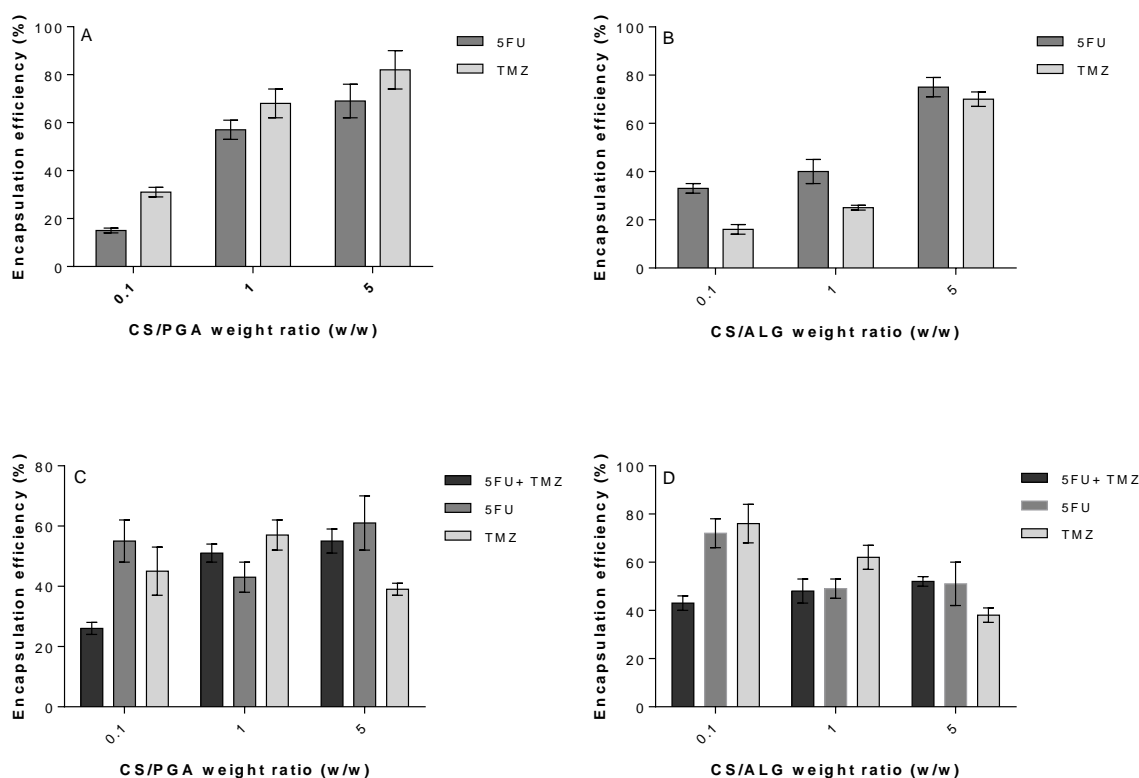 A
Encapsulation efficiency (%)
100
80
60
40
20
0
0.1
1
5
CS/PGA weight ratio (w/w)
5FU
TMZ
B
Encapsulation efficiency (%)
100
80
60
40
20
0
0.1
1
5
CS/ALG weight ratio (w/w)
5FU
TMZ
C
Encapsulation efficiency (%)
80
60
40
20
0
0.1
1
5
CS/PGA weight ratio (w/w)
5FU+ TMZ
5FU
TMZ
D
Encapsulation efficiency (%)
100
80
60
40
20
0
0.1
1
5
CS/ALG weight ratio (w/w)
5FU+ TMZ
5FU
TMZ